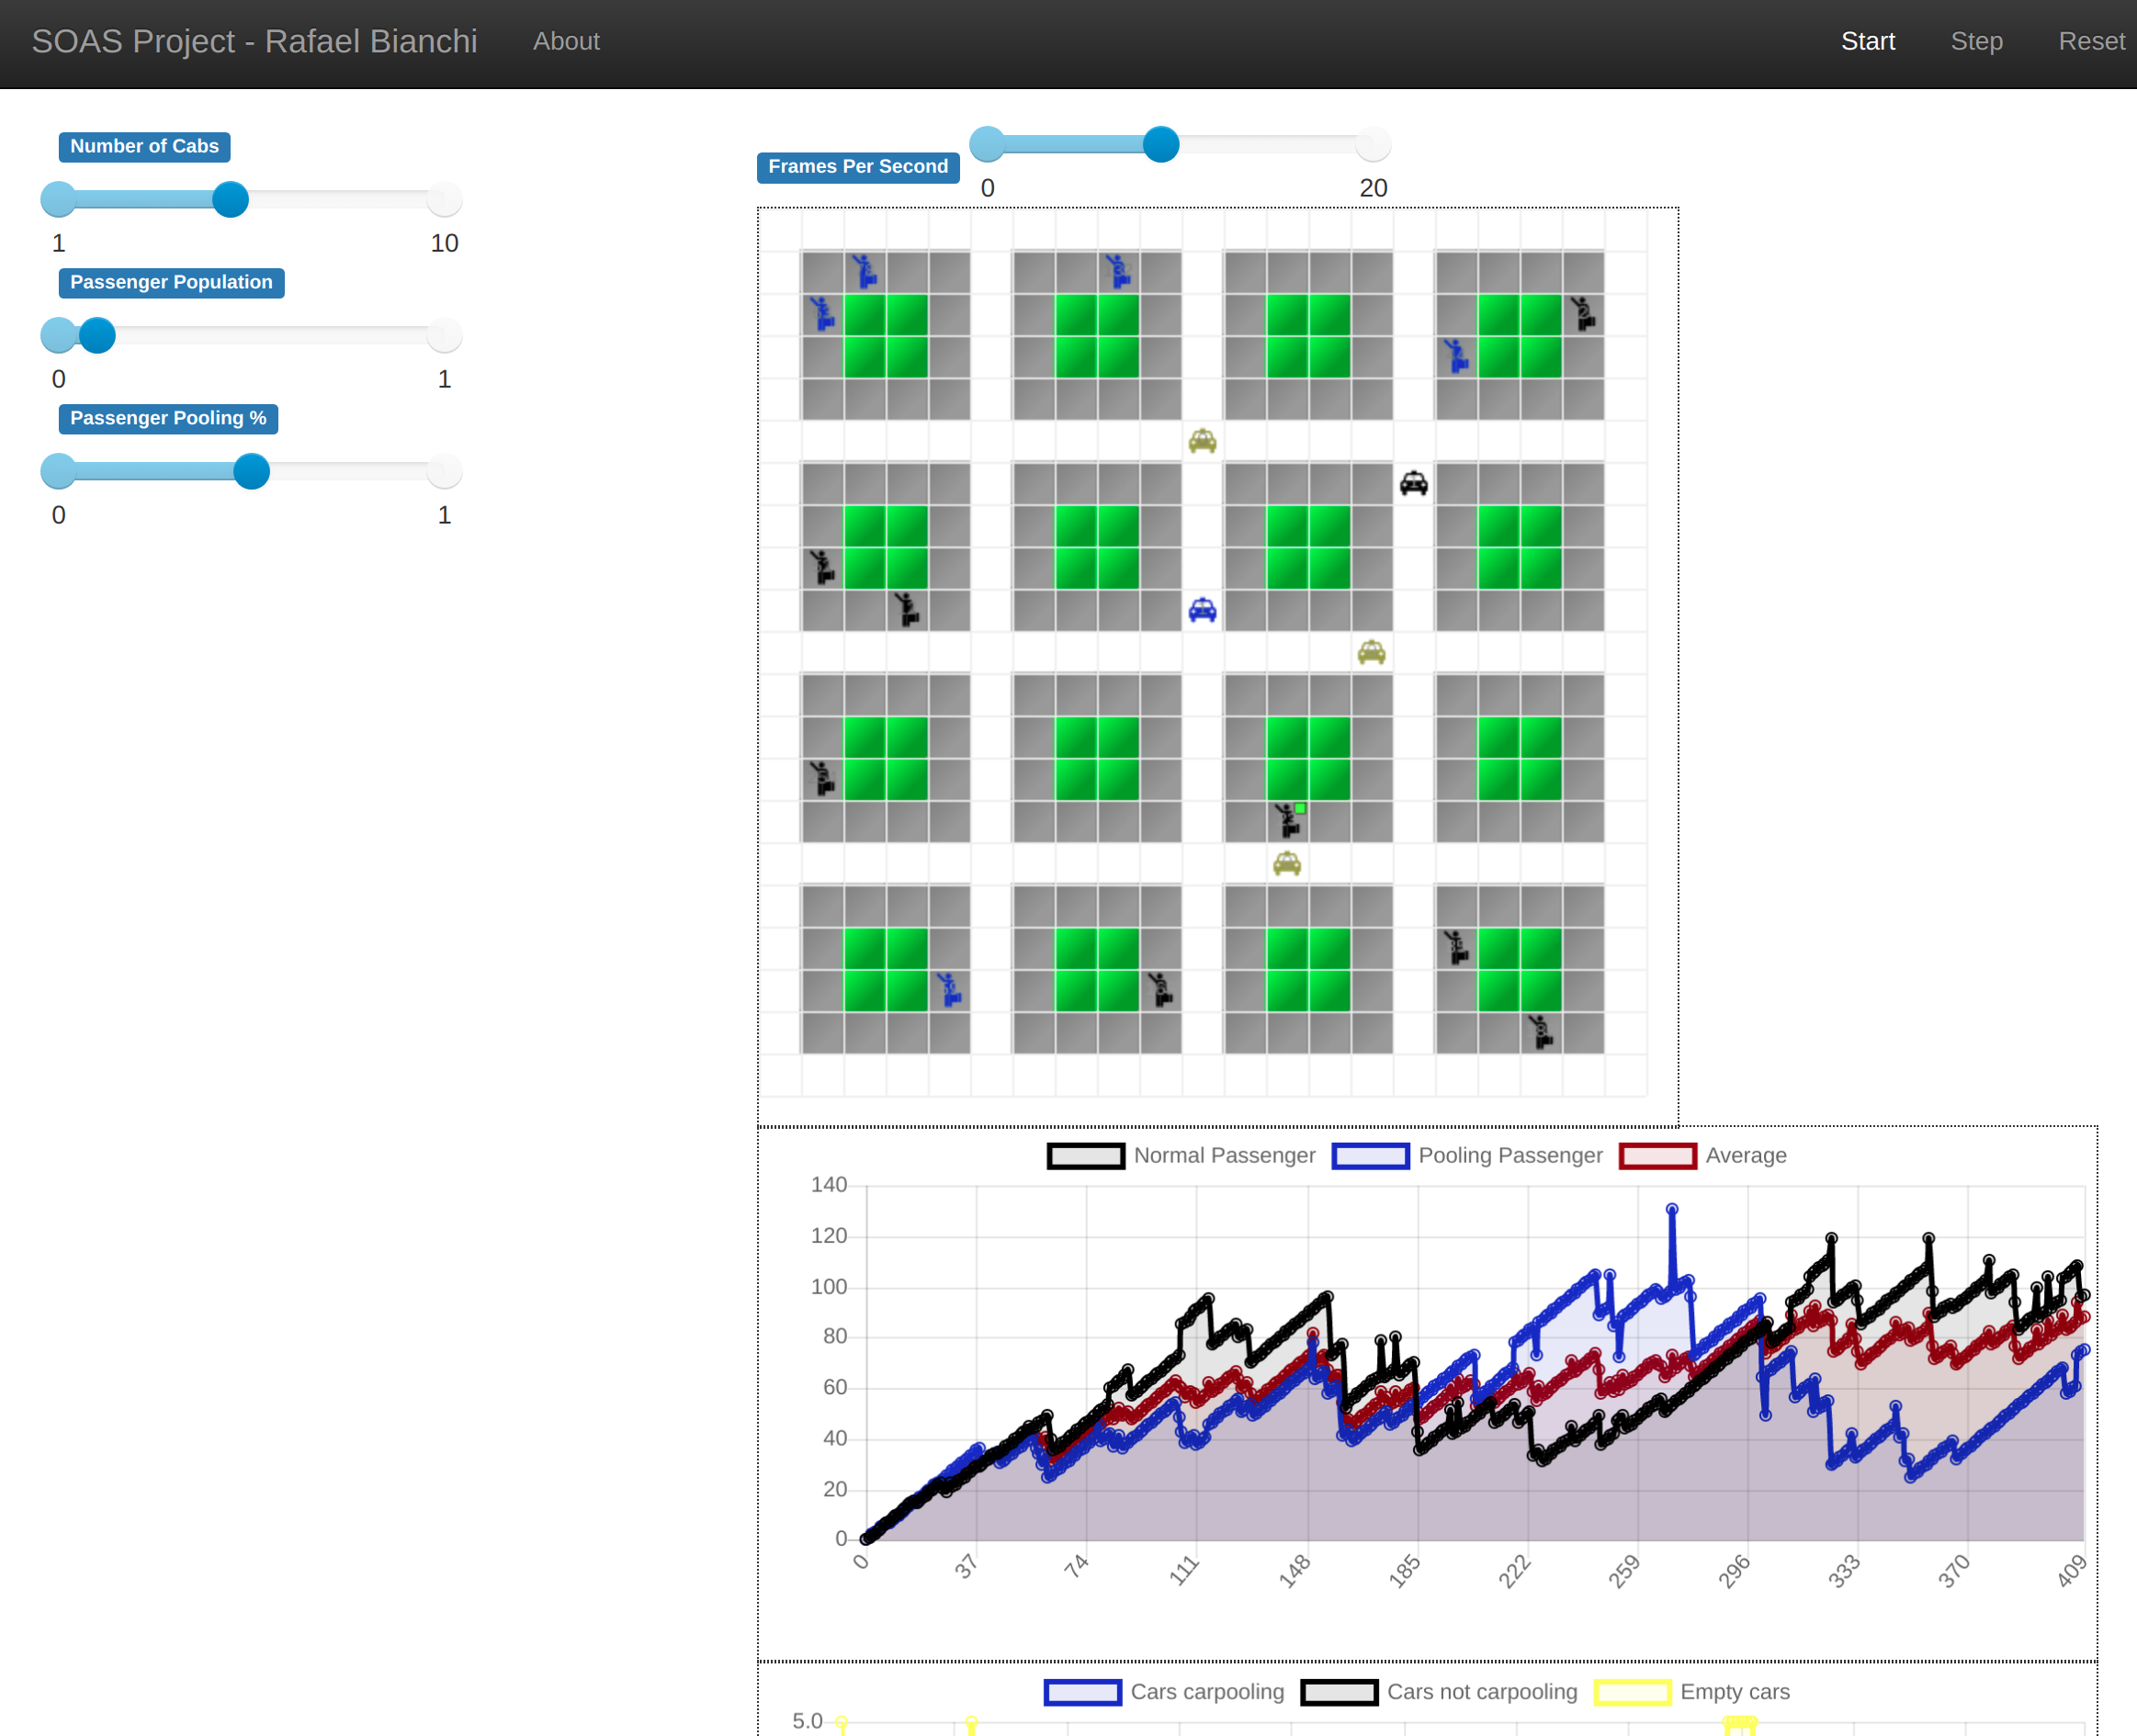 SOAS Project - Rafael Bianchi About Start Step Reset
Number of Cabs
1 10
Passenger Population
0 1
Passenger Pooling %
0 1
Frames Per Second
0 20
Normal Passenger Pooling Passenger Average
140
120
100
80
60
40
20
0
0 37 74 111 148 185 222 259 296 333 370 409
Cars carpooling Cars not carpooling Empty cars
5.0